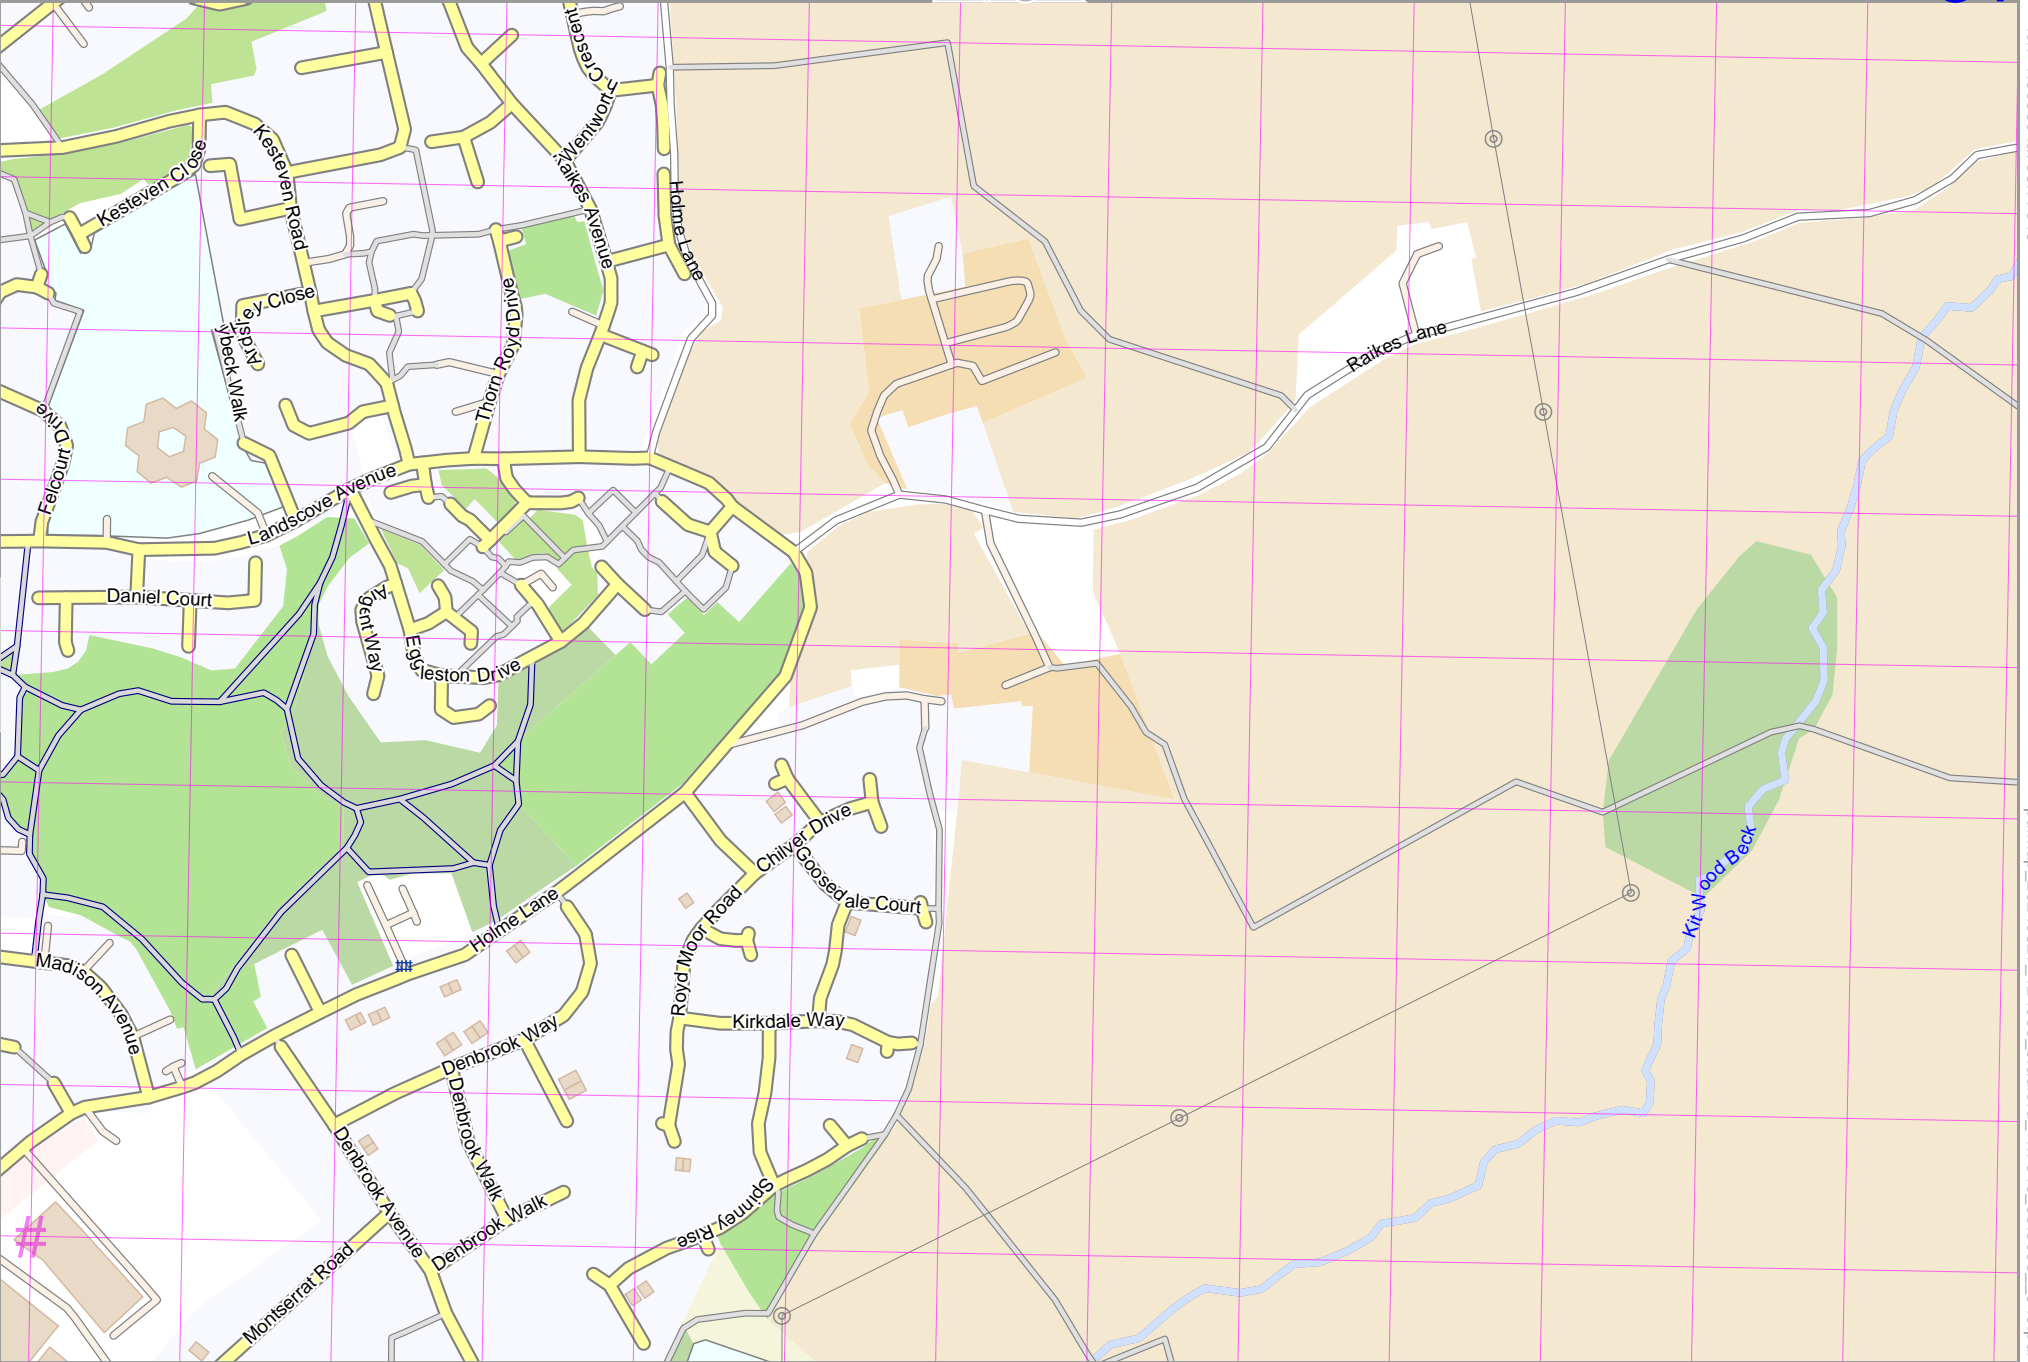 Kesteven Close
Kesteven Road
Raikes Avenue
Holme Lane
Thorn Royd Drive
Felcourt Drive
Landscove Avenue
Raikes Lane
Daniel Court
Argent Way
Eggleston Drive
Holme Lane
Chilver Drive
Goosedale Court
Royd Moor Road
Kit Wood Beck
Madison Avenue
Kirkdale Way
Denbrook Way
Denbrook Walk
Denbrook Avenue
Denbrook Walk
Spinney Rise
Montserrat Road
#